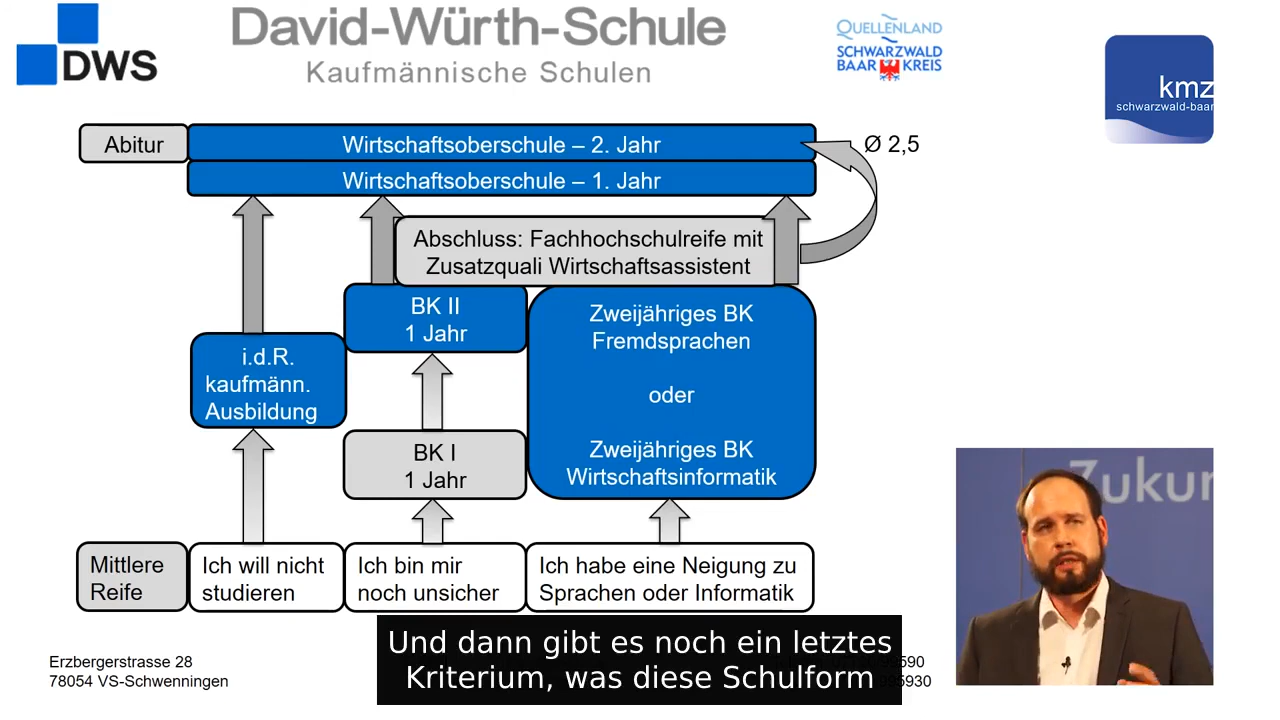 DWS
David-Würth-Schule
Kaufmännische Schulen
QUELLENLAND
SCHWARZWALD
BAAR KREIS
kmz
schwarzwald-baar
Abitur
Wirtschaftsoberschule – 2. Jahr
Ø 2,5
Wirtschaftsoberschule – 1. Jahr
Abschluss: Fachhochschulreife mit
Zusatzquali Wirtschaftsassistent
BK II
1 Jahr
Zweijähriges BK
Fremdsprachen
oder
Zweijähriges BK
Wirtschaftsinformatik
i.d.R.
kaufmänn.
Ausbildung
BK I
1 Jahr
Mittlere
Reife
Ich will nicht
studieren
Ich bin mir
noch unsicher
Ich habe eine Neigung zu
Sprachen oder Informatik
Zukun
Erzbergerstrasse 28
78054 VS-Schwenningen
Und dann gibt es noch ein letztes
Kriterium, was diese Schulform